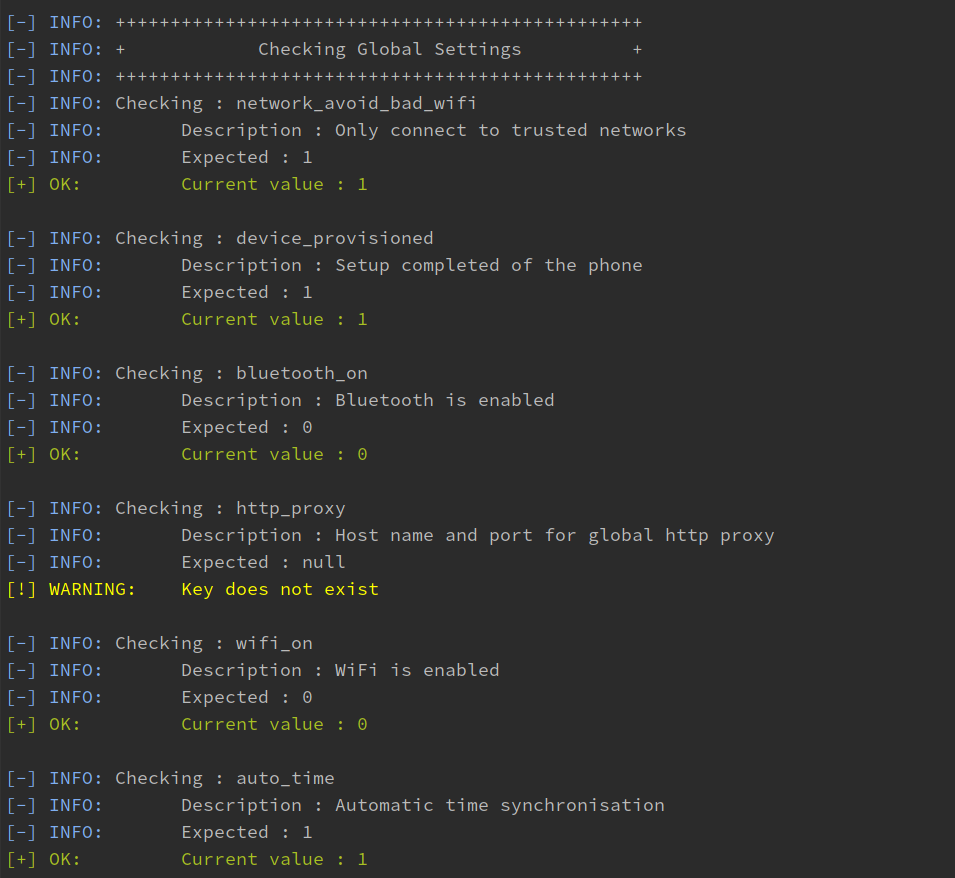 [-] INFO: ++++++++++++++++++++++++++++++++++++++++++++++++
[-] INFO: +            Checking Global Settings          +
[-] INFO: ++++++++++++++++++++++++++++++++++++++++++++++++
[-] INFO: Checking : network_avoid_bad_wifi
[-] INFO:       Description : Only connect to trusted networks
[-] INFO:       Expected : 1
[+] OK:         Current value : 1

[-] INFO: Checking : device_provisioned
[-] INFO:       Description : Setup completed of the phone
[-] INFO:       Expected : 1
[+] OK:         Current value : 1

[-] INFO: Checking : bluetooth_on
[-] INFO:       Description : Bluetooth is enabled
[-] INFO:       Expected : 0
[+] OK:         Current value : 0

[-] INFO: Checking : http_proxy
[-] INFO:       Description : Host name and port for global http proxy
[-] INFO:       Expected : null
[!] WARNING:    Key does not exist

[-] INFO: Checking : wifi_on
[-] INFO:       Description : WiFi is enabled
[-] INFO:       Expected : 0
[+] OK:         Current value : 0

[-] INFO: Checking : auto_time
[-] INFO:       Description : Automatic time synchronisation
[-] INFO:       Expected : 1
[+] OK:         Current value : 1